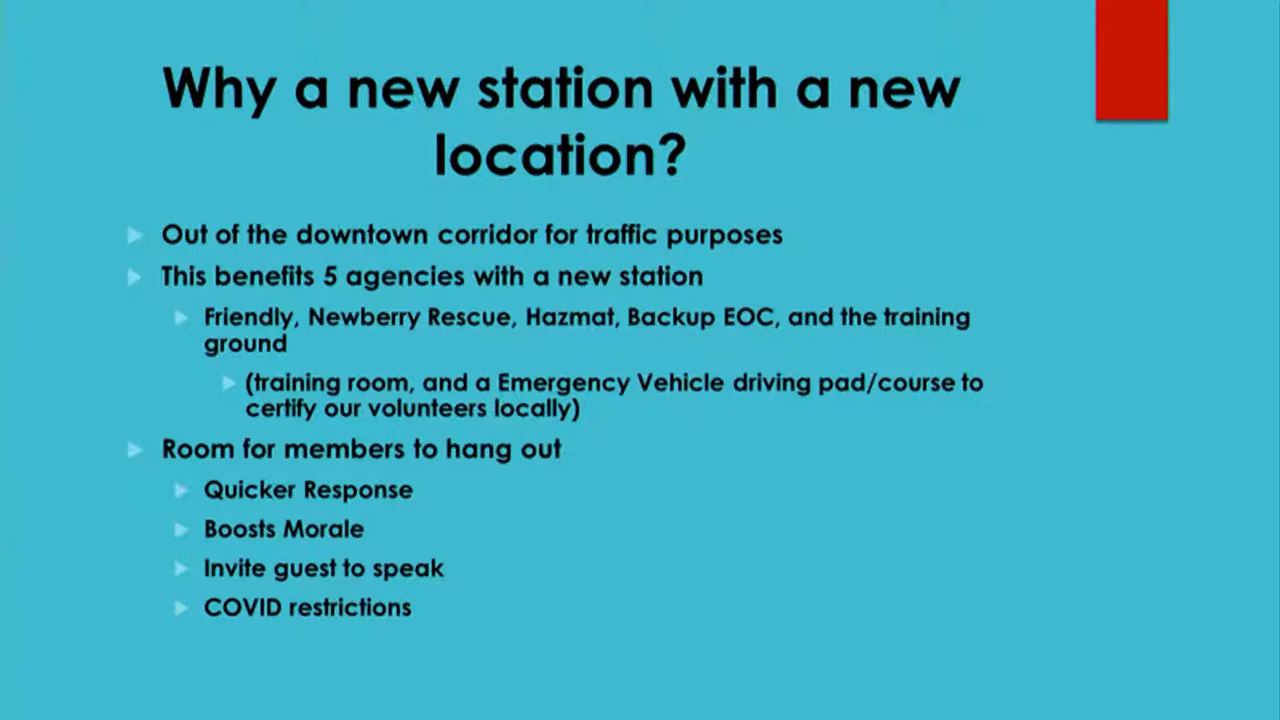 Why a new station with a new
location?
Out of the downtown corridor for traffic purposes
This benefits 5 agencies with a new station
Friendly, Newberry Rescue, Hazmat, Backup EOC, and the training
ground
(training room, and a Emergency Vehicle driving pad/course to
certify our volunteers locally)
Room for members to hang out
Quicker Response
Boosts Morale
Invite guest to speak
COVID restrictions